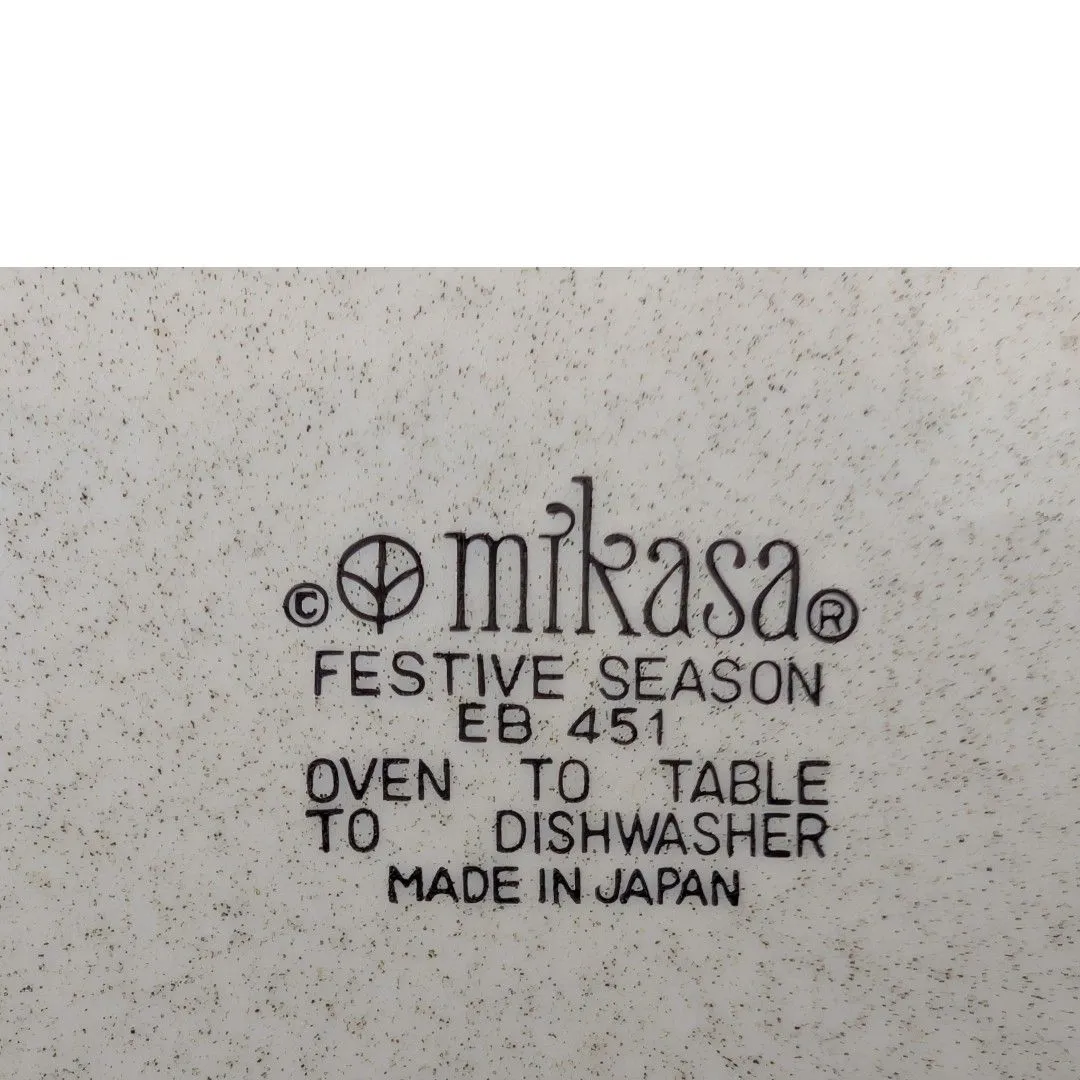 © mikasa®
FESTIVE SEASON
EB 451
OVEN TO TABLE
TO DISHWASHER
MADE IN JAPAN